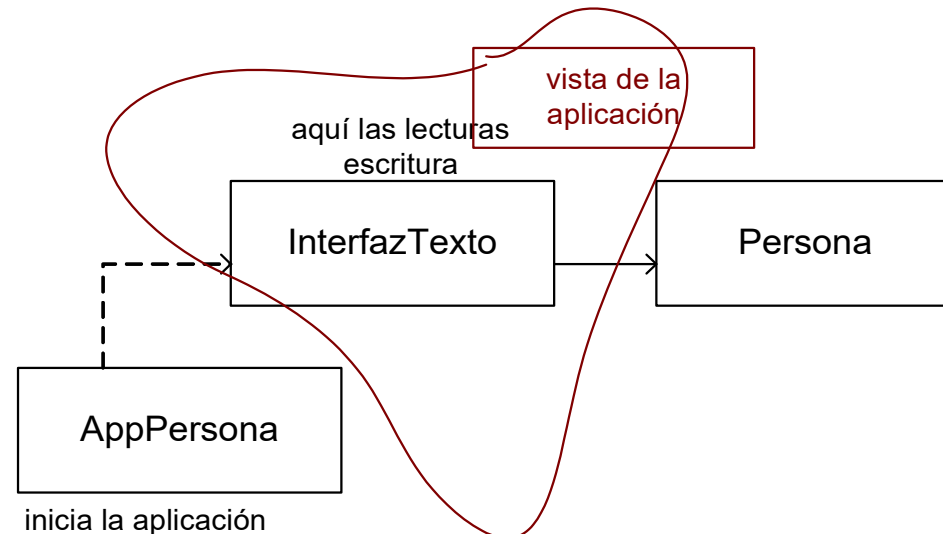 vista de la
aplicación
aquí las lecturas
escritura
InterfazTexto
Persona
AppPersona
inicia la aplicación